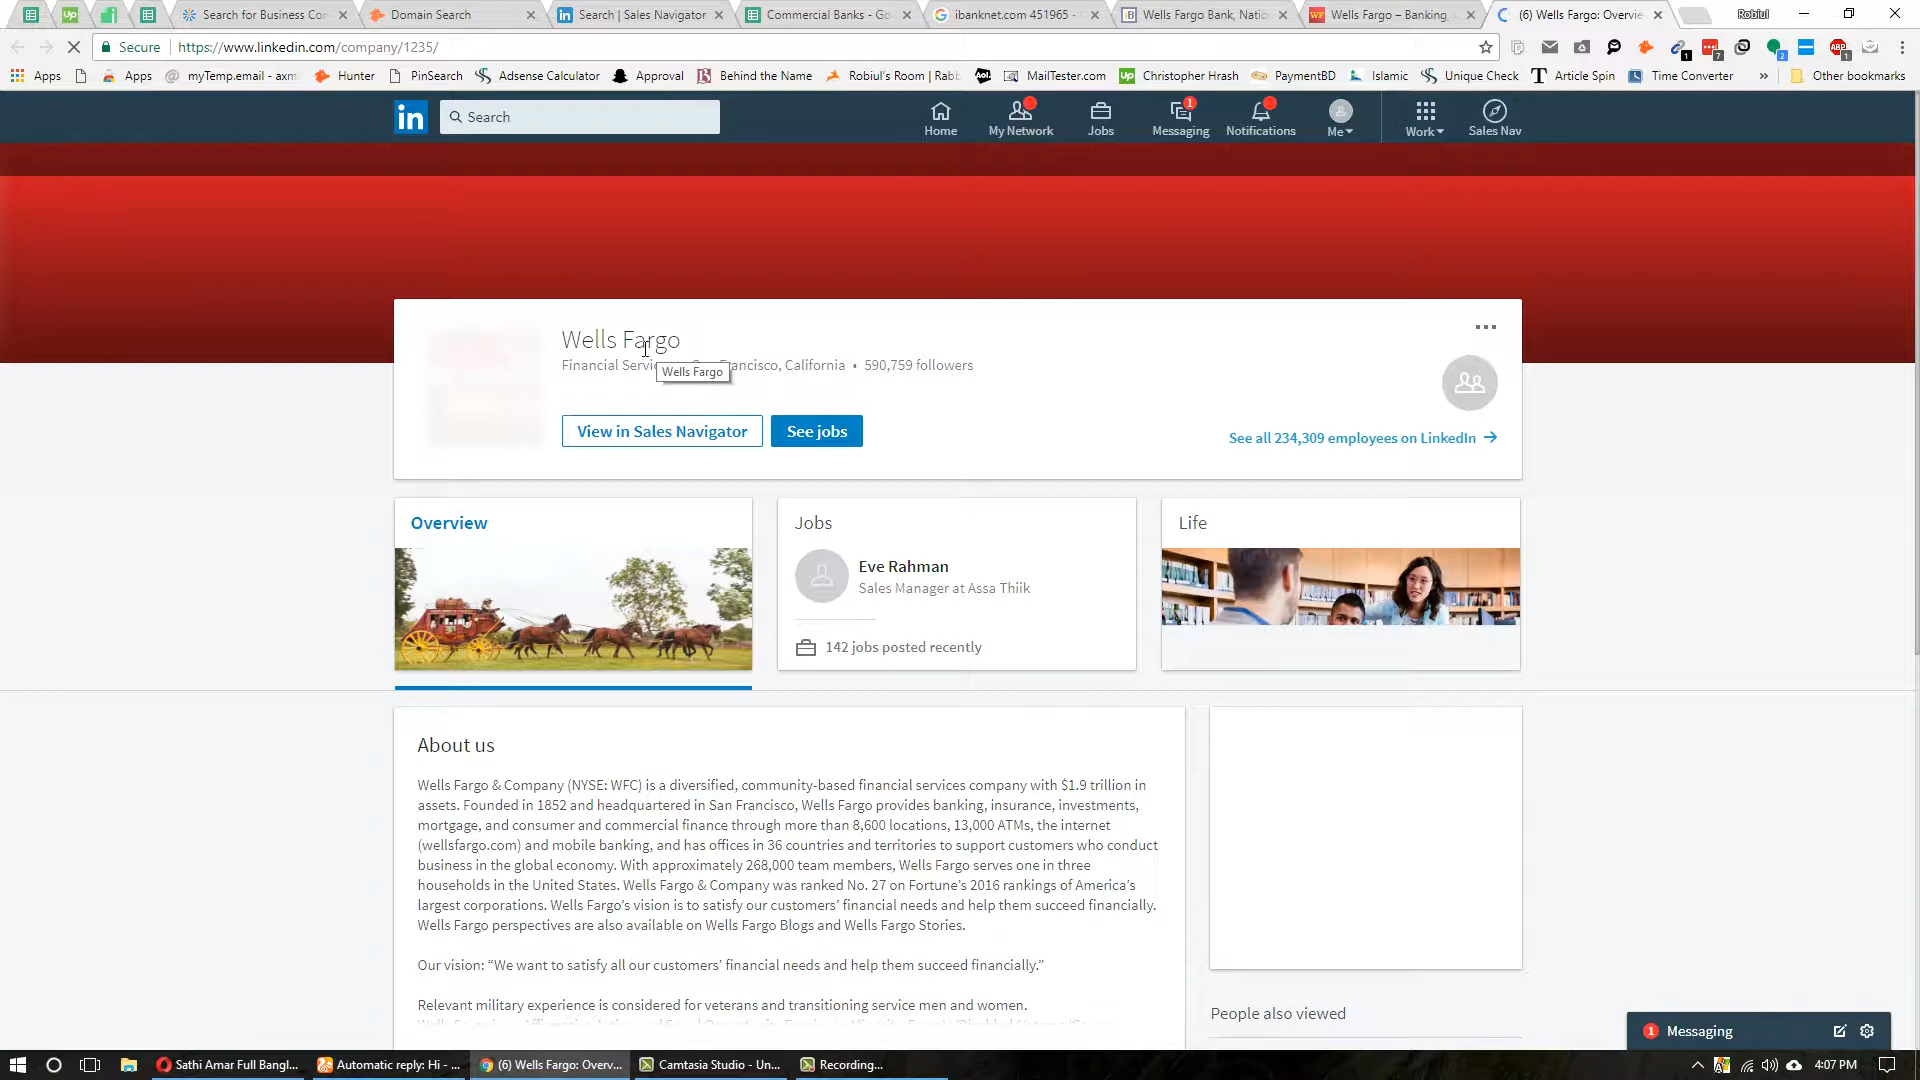 Search for Business Con
Domain Search
Search | Sales Navigator
Commercial Banks - Go
ibanknet.com 451965 -
Wells Fargo Bank, Natio
Wells Fargo – Banking,
(6) Wells Fargo: Overvie
Robiul
Secure
https://www.linkedin.com/company/1235/
Apps
Apps
myTemp.email - axm
Hunter
PinSearch
Adsense Calculator
Approval
Behind the Name
Robiul's Room | Rabb
Aol.
MailTester.com
Christopher Hrash
PaymentBD
Islamic
Unique Check
Article Spin
Time Converter
Other bookmarks
in
Search
Home
My Network
Jobs
1
Messaging
Notifications
Me
Work
Sales Nav
Wells Fargo
Wells Fargo
California • 590,759 followers
View in Sales Navigator
See jobs
See all 234,309 employees on LinkedIn
Overview
Jobs
Eve Rahman
Sales Manager at Assa Thiik
142 jobs posted recently
Life
About us
Wells Fargo & Company (NYSE: WFC) is a diversified, community-based financial services company with $1.9 trillion in
assets. Founded in 1852 and headquartered in San Francisco, Wells Fargo provides banking, insurance, investments,
mortgage, and consumer and commercial finance through more than 8,600 locations, 13,000 ATMs, the internet
(wellsfargo.com) and mobile banking, and has offices in 36 countries and territories to support customers who conduct
business in the global economy. With approximately 268,000 team members, Wells Fargo serves one in three
households in the United States. Wells Fargo & Company was ranked No. 27 on Fortune's 2016 rankings of America's
largest corporations. Wells Fargo's vision is to satisfy our customers' financial needs and help them succeed financially.
Wells Fargo perspectives are also available on Wells Fargo Blogs and Wells Fargo Stories.
Our vision: “We want to satisfy all our customers' financial needs and help them succeed financially.”
Relevant military experience is considered for veterans and transitioning service men and women.
People also viewed
1 Messaging
Sathi Amar Full Bangl...
Automatic reply: Hi - ...
(6) Wells Fargo: Overv...
Camtasia Studio - Un...
Recording...
4:07 PM